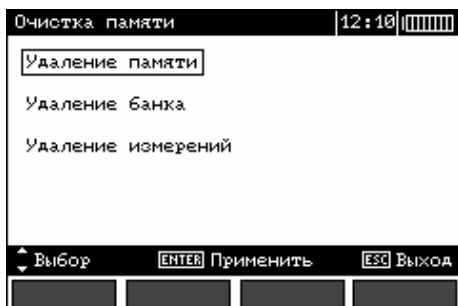 Очистка памяти 12:10
Удаление памяти
Удаление банка
Удаление измерений
Выбор ENTER Применить ESC Выход